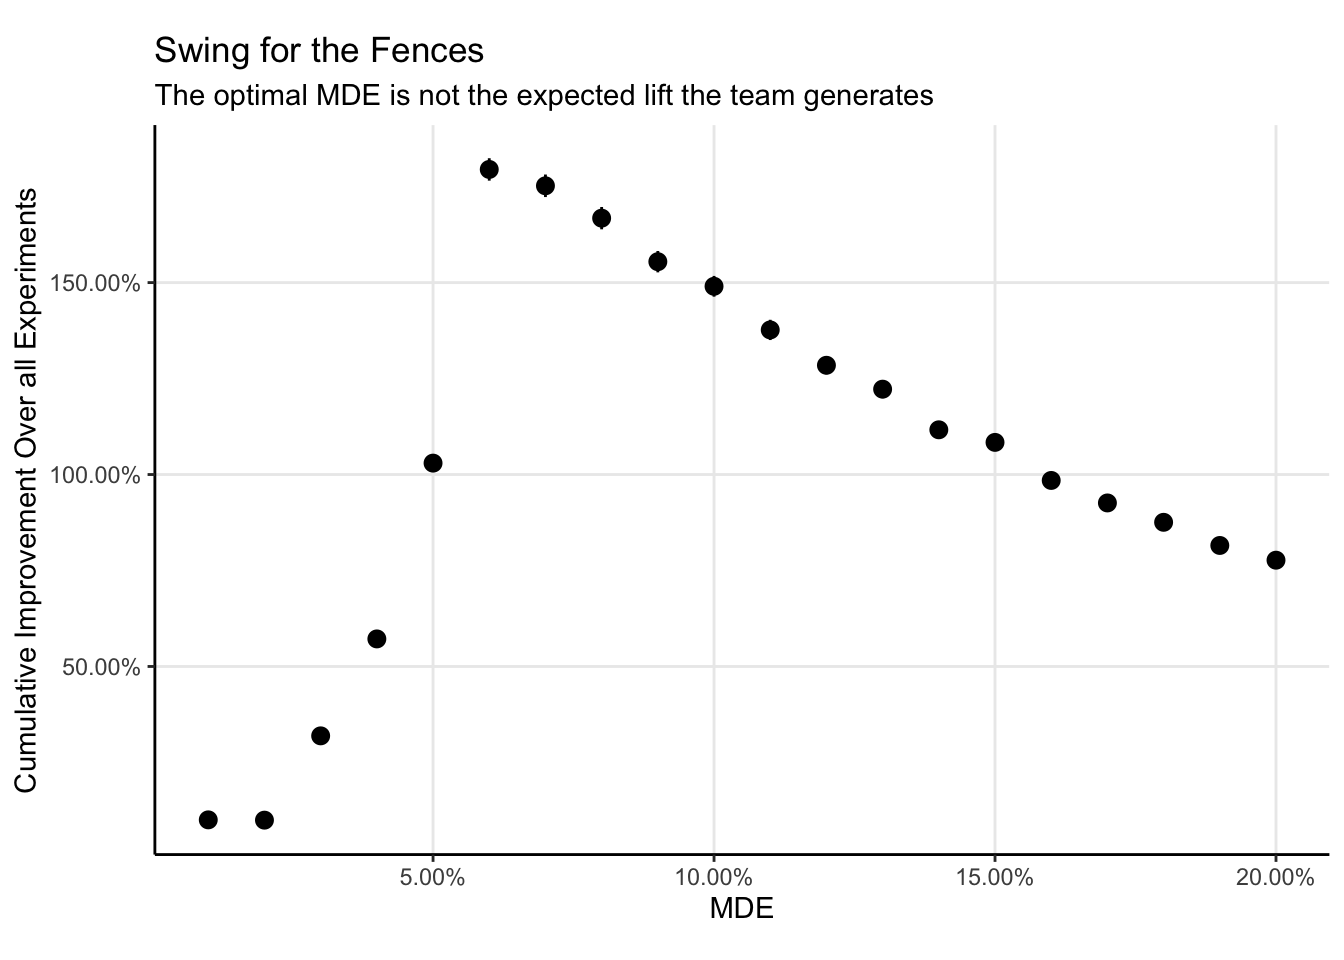 Swing for the Fences
The optimal MDE is not the expected lift the team generates
Cumulative Improvement Over all Experiments
150.00%
100.00%
50.00%
5.00%
10.00%
15.00%
20.00%
MDE